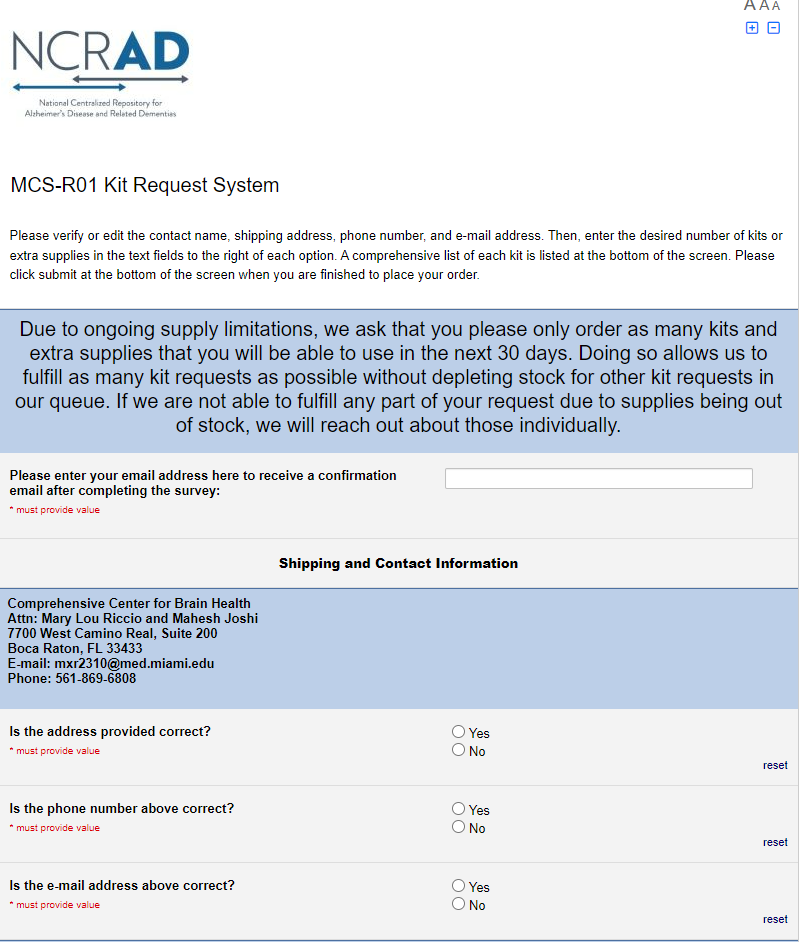 A A A
NCRAD
National Centralized Repository for
Alzheimer's Disease and Related Dementias
MCS-R01 Kit Request System
Please verify or edit the contact name, shipping address, phone number, and e-mail address. Then, enter the desired number of kits or
extra supplies in the text fields to the right of each option. A comprehensive list of each kit is listed at the bottom of the screen. Please
click submit at the bottom of the screen when you are finished to place your order.
Due to ongoing supply limitations, we ask that you please only order as many kits and
extra supplies that you will be able to use in the next 30 days. Doing so allows us to
fulfill as many kit requests as possible without depleting stock for other kit requests in
our queue. If we are not able to fulfill any part of your request due to supplies being out
of stock, we will reach out about those individually.
Please enter your email address here to receive a confirmation
email after completing the survey:
* must provide value
Shipping and Contact Information
Comprehensive Center for Brain Health
Attn: Mary Lou Riccio and Mahesh Joshi
7700 West Camino Real, Suite 200
Boca Raton, FL 33433
E-mail: mxr2310@med.miami.edu
Phone: 561-869-6808
Is the address provided correct?
* must provide value
Yes
No
reset
Is the phone number above correct?
* must provide value
Yes
No
reset
Is the e-mail address above correct?
* must provide value
Yes
No
reset